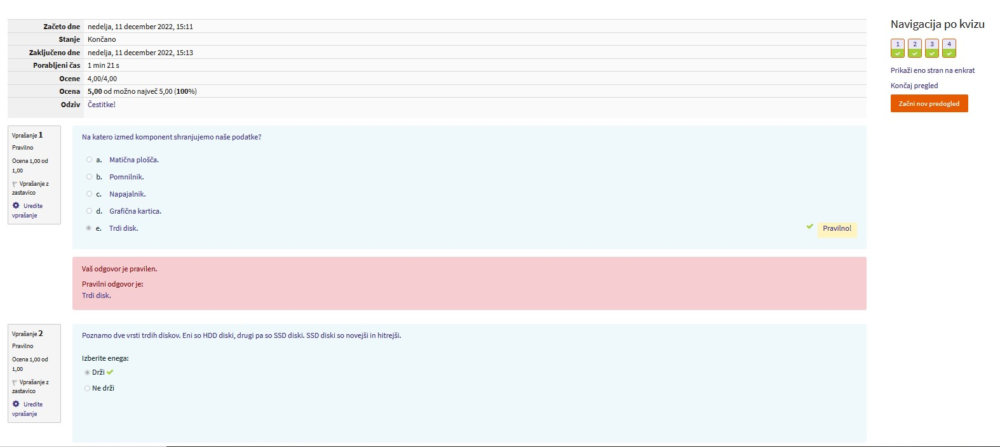 Začeto dne nedelja, 11 december 2022, 15:11
Stanje Končano
Zaključeno dne nedelja, 11 december 2022, 15:13
Porabljeni čas 1 min 21 s
Ocene 4,00/4,00
Ocena 5,00 od možno največ 5,00 (100%)
Odziv Čestitke!
Navigacija po kvizu
1 2 3 4
Prikaži eno stran na enkrat
Končaj pregled
Začni nov predogled
Vprašanje 1
Pravilno
Ocena 1,00 od
1,00
Vprašanje z
zastavico
Uredite
vprašanje
Na katero izmed komponent shranjujemo naše podatke?
a. Matična plošča.
b. Pomnilnik.
c. Napajalnik.
d. Grafična kartica.
e. Trdi disk.
Pravilno!
Vaš odgovor je pravilen.
Pravilni odgovor je:
Trdi disk.
Vprašanje 2
Pravilno
Ocena 1,00 od
1,00
Vprašanje z
zastavico
Uredite
vprašanje
Poznamo dve vrsti trdih diskov. Eni so HDD diski, drugi pa so SSD diski. SSD diski so novejši in hitrejši.
Izberite enega:
Drži
Ne drži